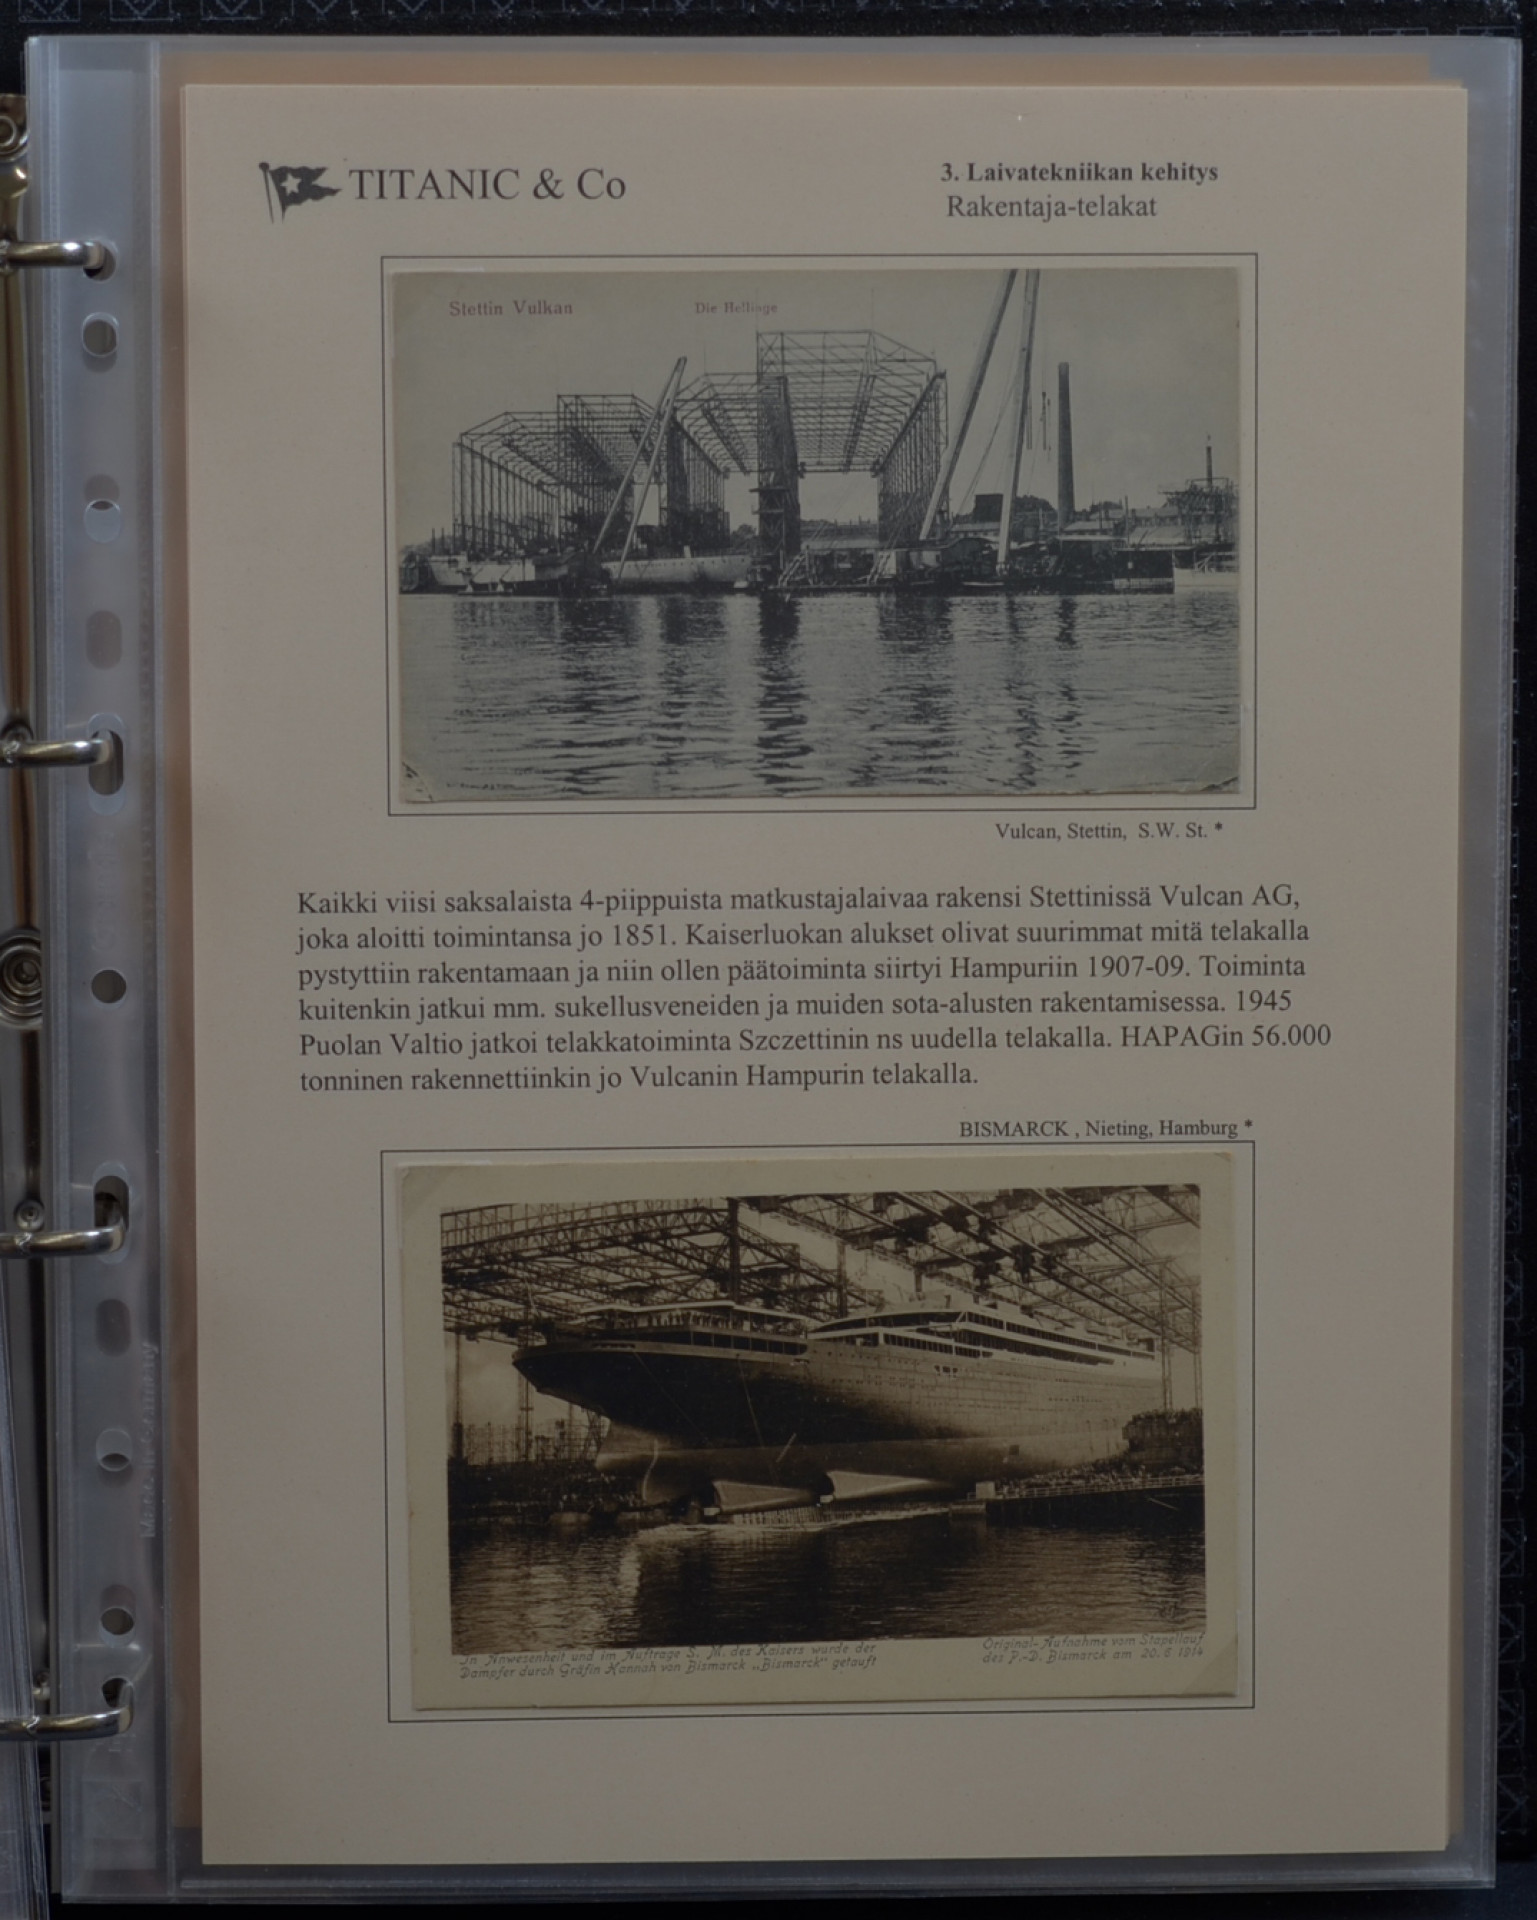 TITANIC & Co
3. Laivatekniikan kehitys
Rakentaja-telakat
Stettin Vulkan
Die Hellinge
Vulcan, Stettin, S.W. St. *
Kaikki viisi saksalaista 4-piippuista matkustajalaivaa rakensi Stettinissä Vulcan AG,
joka aloitti toimintansa jo 1851. Kaiserluokan alukset olivat suurimmat mitä telakalla
pystyttiin rakentamaan ja niin ollen päätoiminta siirtyi Hampuriin 1907-09. Toiminta
kuitenkin jatkui mm. sukellusveneiden ja muiden sota-alusten rakentamisessa. 1945
Puolan Valtio jatkoi telakkatoiminta Szczettinin ns uudella telakalla. HAPAGin 56.000
tonninen rakennettiinkin jo Vulcanin Hampurin telakalla.
BISMARCK , Nieting, Hamburg *
In Anwesenheit und im Auftrage S. M. des Kaisers wurde der
Dampfer durch Gräfin Hannah von Bismarck „Bismarck" getauft
Original-Aufnahme vom Stapellauf
des P.-D. Bismarck am 20. 6. 1914